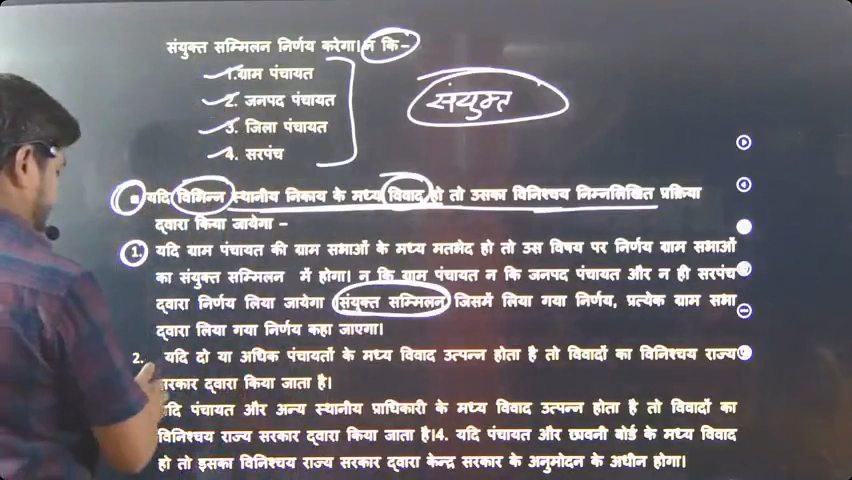 संयुक्त सम्मिलन निर्णय करेगा। न कि–
1.ग्राम पंचायत
2. जनपद पंचायत
संयुक्त
3. जिला पंचायत
4. सरपंच
■ यदि विभिन्न स्थानीय निकाय के मध्य विवाद हो तो उसका विनिश्चय निम्नलिखित प्रक्रिया
द्वारा किया जायेगा –
1. यदि ग्राम पंचायत की ग्राम सभाओं के मध्य मतभेद हो तो उस विषय पर निर्णय ग्राम सभाओं
का संयुक्त सम्मिलन में होगा। न कि ग्राम पंचायत न कि जनपद पंचायत और न ही सरपंच
द्वारा निर्णय लिया जायेगा संयुक्त सम्मिलन जिसमें लिया गया निर्णय, प्रत्येक ग्राम सभा
द्वारा लिया गया निर्णय कहा जाएगा।
2. यदि दो या अधिक पंचायतों के मध्य विवाद उत्पन्न होता है तो विवादों का विनिश्चय राज्य
द्वारा किया जाता है।
पंचायत और अन्य स्थानीय प्राधिकारी के मध्य विवाद उत्पन्न होता है तो विवादों का
विनिश्चय राज्य सरकार द्वारा किया जाता है।4. यदि पंचायत और छावनी बोर्ड के मध्य विवाद
हो तो इसका विनिश्चय राज्य सरकार द्वारा केन्द्र सरकार के अनुमोदन के अधीन होगा।